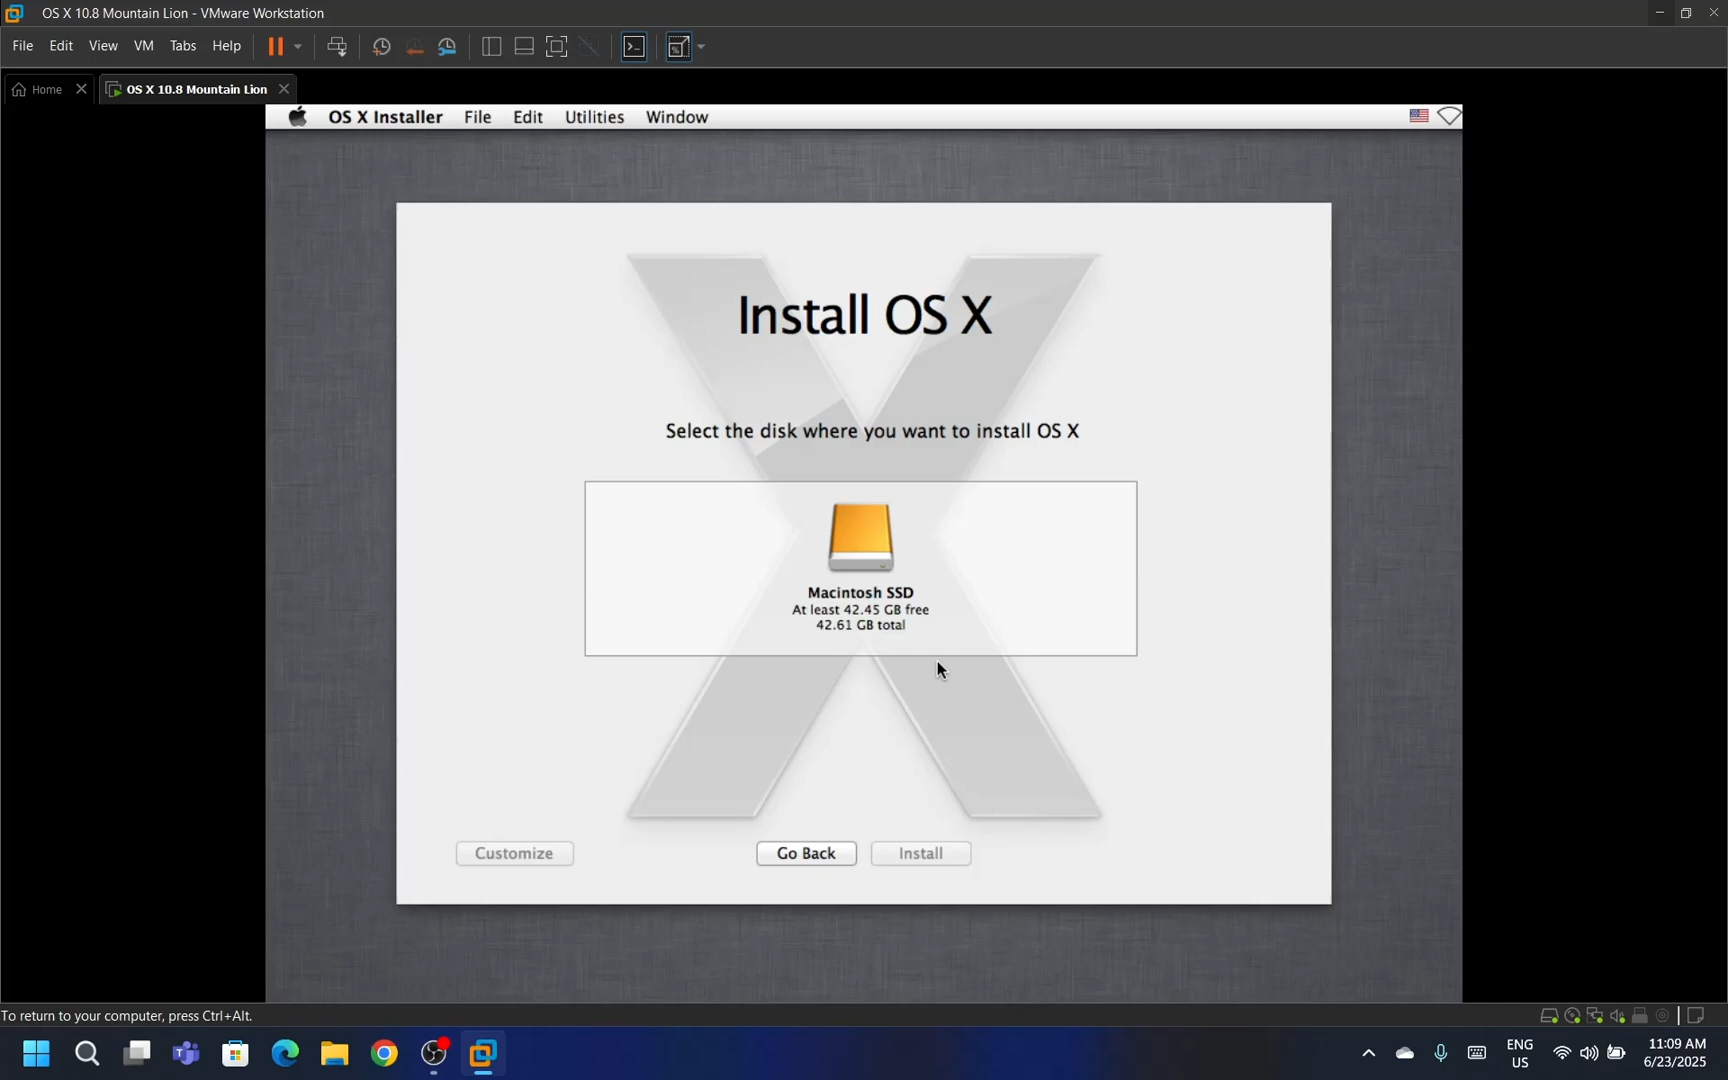 OS X 10.8 Mountain Lion - VMware Workstation
File Edit View VM Tabs Help
Home
OS X 10.8 Mountain Lion
OS X Installer File Edit Utilities Window
Install OS X
Select the disk where you want to install OS X
Macintosh SSD
At least 42.45 GB free
42.61 GB total
Customize Go Back Install
To return to your computer, press Ctrl+Alt.
ENG
US
11:09 AM
6/23/2025